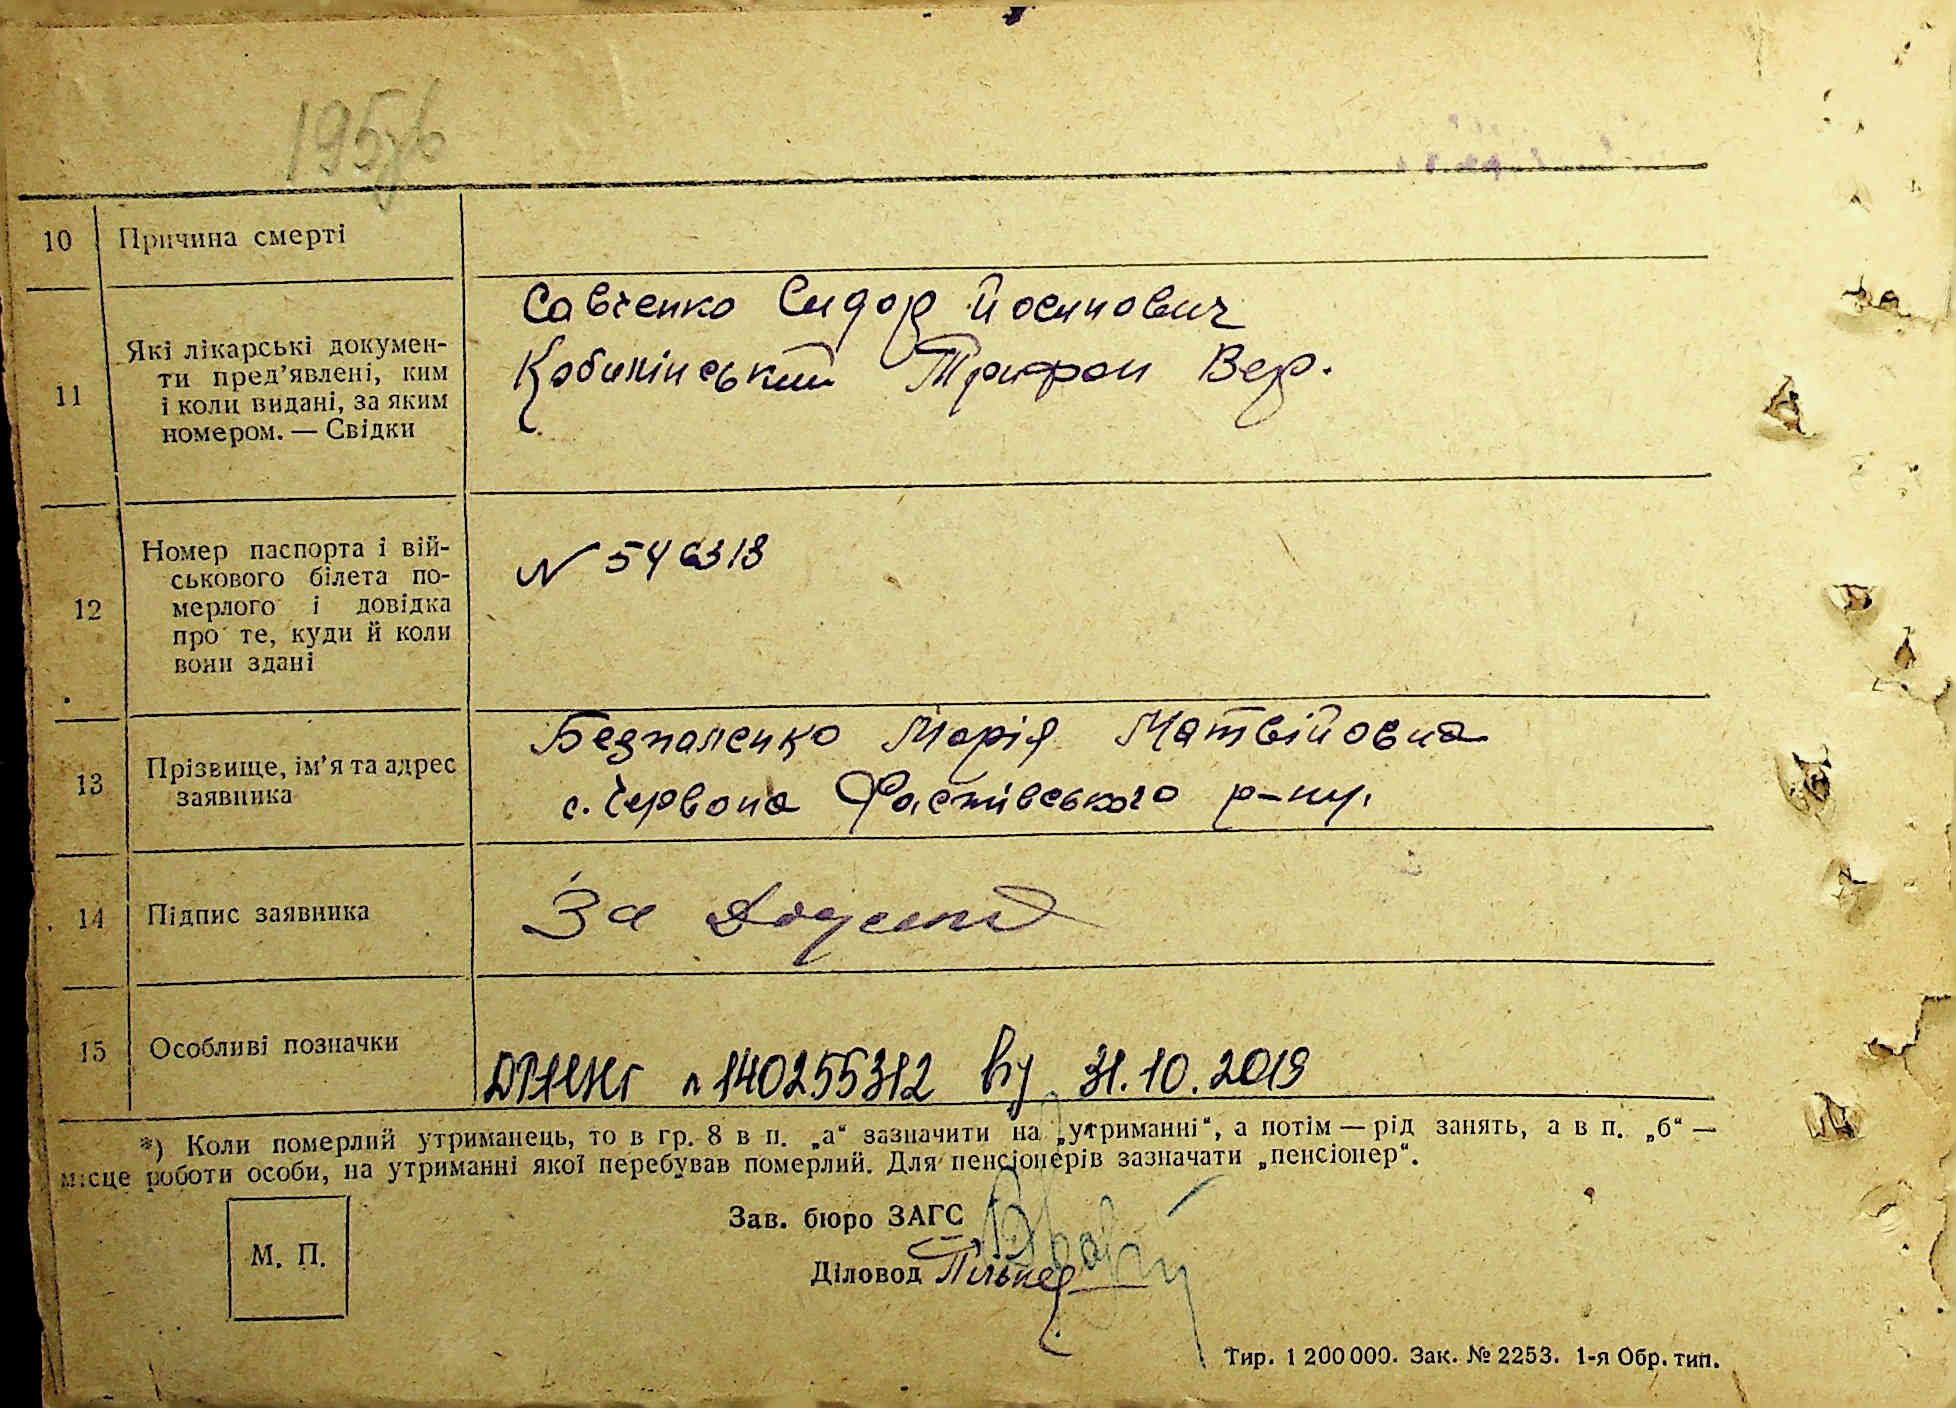 10 Причина смерті
11 Які лікарські докумен-
ти пред’явлені, ким
і коли видані, за яким
номером. — Свідки
Савченко Сидор Йосипович
Кобилінський Трифон Вер.
12 Номер паспорта і вій-
ськового білета по-
мерлого і довідка
про те, куди й коли
вони здані
N 546318
13 Прізвище, ім’я та адрес
заявника
Безпаленко Марія Матвійовна
с. Червона Фастівського р-ну.
14 Підпис заявника
За
15 Особливі позначки
140255312 31.10.2019
*) Коли померлий утриманець, то в гр. 8 в п. „а“ зазначити на „утриманні“, а потім — рід занять, а в п. „б“ —
місце роботи особи, на утриманні якої перебував померлий. Для пенсіонерів зазначати „пенсіонер“.
М. П.
Зав. бюро ЗАГС
Діловод
Тир. 1 200 000. Зак. № 2253. 1-я Обр. тип.